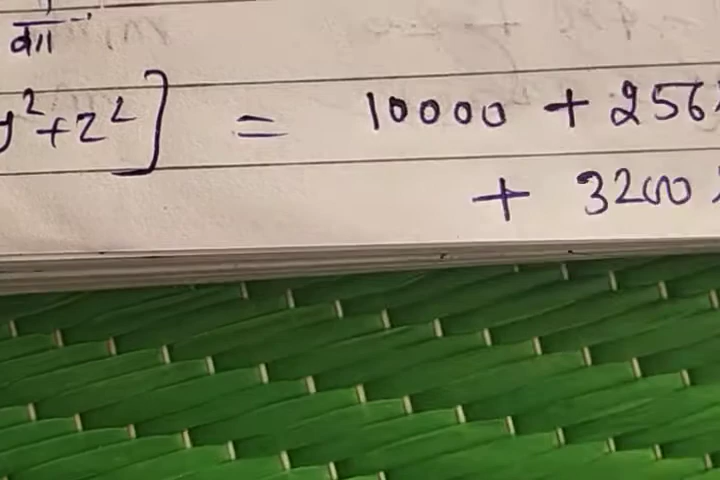 y²+z²] = 10000 + 256
+ 3200